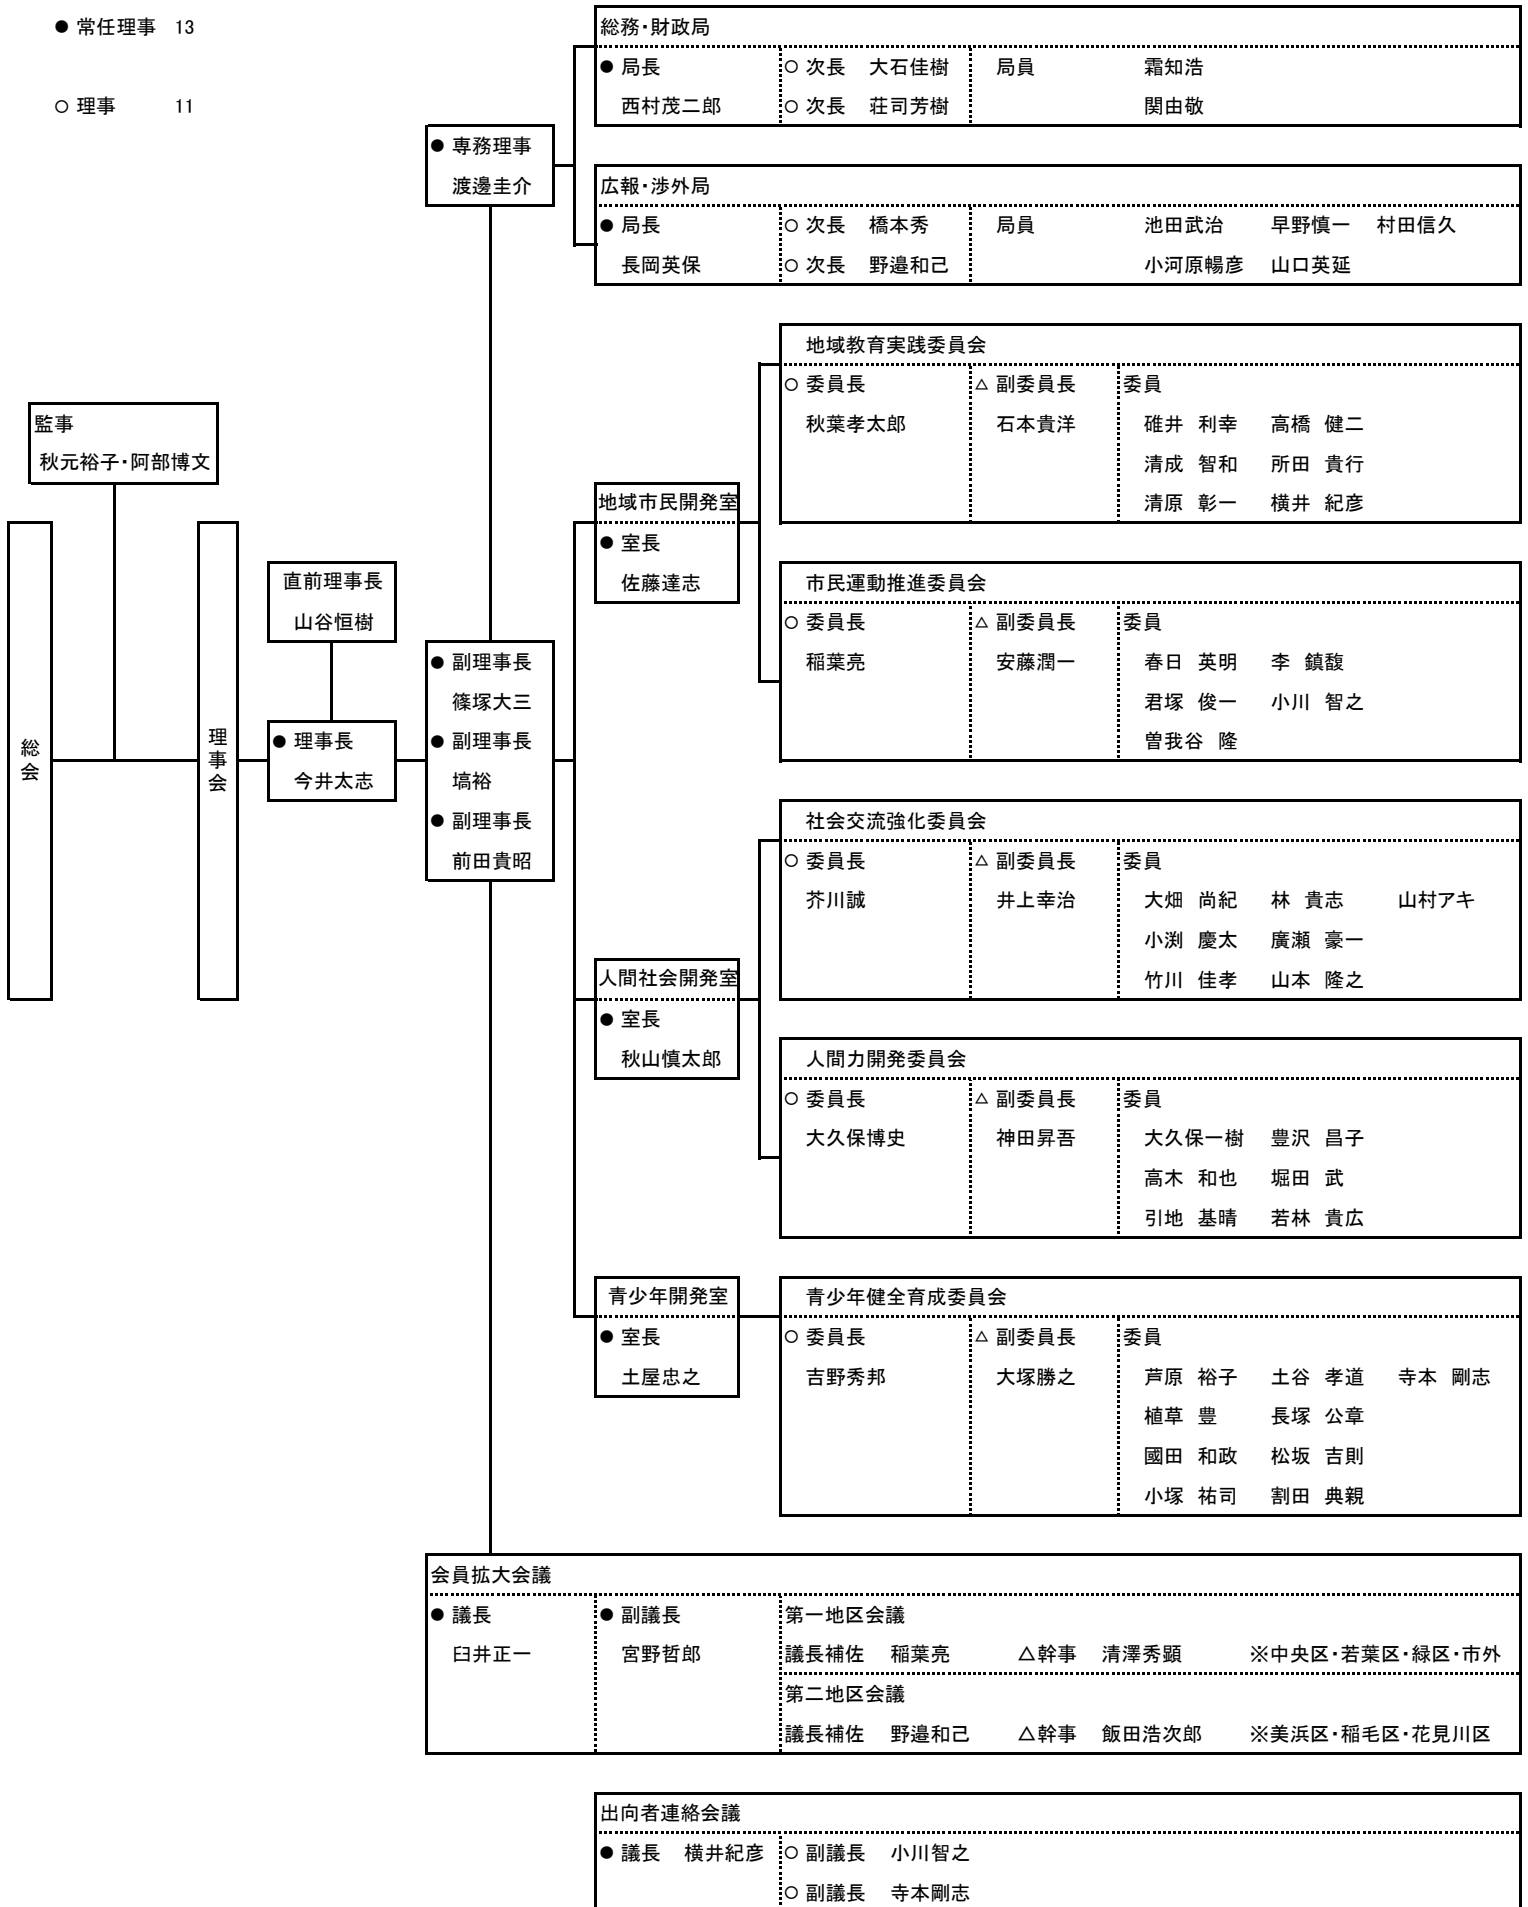 ● 常任理事 13
○ 理事 11
総務・財政局
● 局長 ○ 次長 大石佳樹 局員 霜知浩
西村茂二郎 ○ 次長 荘司芳樹 関由敬
● 専務理事
渡邊圭介
広報・渉外局
● 局長 ○ 次長 橋本秀 局員 池田武治 早野慎一 村田信久
長岡英保 ○ 次長 野邉和己 小河原暢彦 山口英延
地域教育実践委員会
○ 委員長 △ 副委員長 委員
秋葉孝太郎 石本貴洋 碓井 利幸 高橋 健二
清成 智和 所田 貴行
清原 彰一 横井 紀彦
監事
秋元裕子・阿部博文
地域市民開発室
● 室長
佐藤達志
市民運動推進委員会
○ 委員長 △ 副委員長 委員
稲葉亮 安藤潤一 春日 英明 李 鎮馥
君塚 俊一 小川 智之
曽我谷 隆
直前理事長
山谷恒樹
総会
理事会
● 理事長
今井太志
● 副理事長
篠塚大三
● 副理事長
塙裕
● 副理事長
前田貴昭
社会交流強化委員会
○ 委員長 △ 副委員長 委員
芥川誠 井上幸治 大畑 尚紀 林 貴志 山村アキ
小渕 慶太 廣瀬 豪一
竹川 佳孝 山本 隆之
人間社会開発室
● 室長
秋山慎太郎
人間力開発委員会
○ 委員長 △ 副委員長 委員
大久保博史 神田昇吾 大久保一樹 豊沢 昌子
高木 和也 堀田 武
引地 基晴 若林 貴広
青少年開発室
● 室長
土屋忠之
青少年健全育成委員会
○ 委員長 △ 副委員長 委員
吉野秀邦 大塚勝之 芦原 裕子 土谷 孝道 寺本 剛志
植草 豊 長塚 公章
國田 和政 松坂 吉則
小塚 祐司 割田 典親
会員拡大会議
● 議長 ● 副議長 第一地区会議
臼井正一 宮野哲郎 議長補佐 稲葉亮 △幹事 清澤秀顕 ※中央区・若葉区・緑区・市外
第二地区会議
議長補佐 野邉和己 △幹事 飯田浩次郎 ※美浜区・稲毛区・花見川区
出向者連絡会議
● 議長 横井紀彦 ○ 副議長 小川智之
○ 副議長 寺本剛志